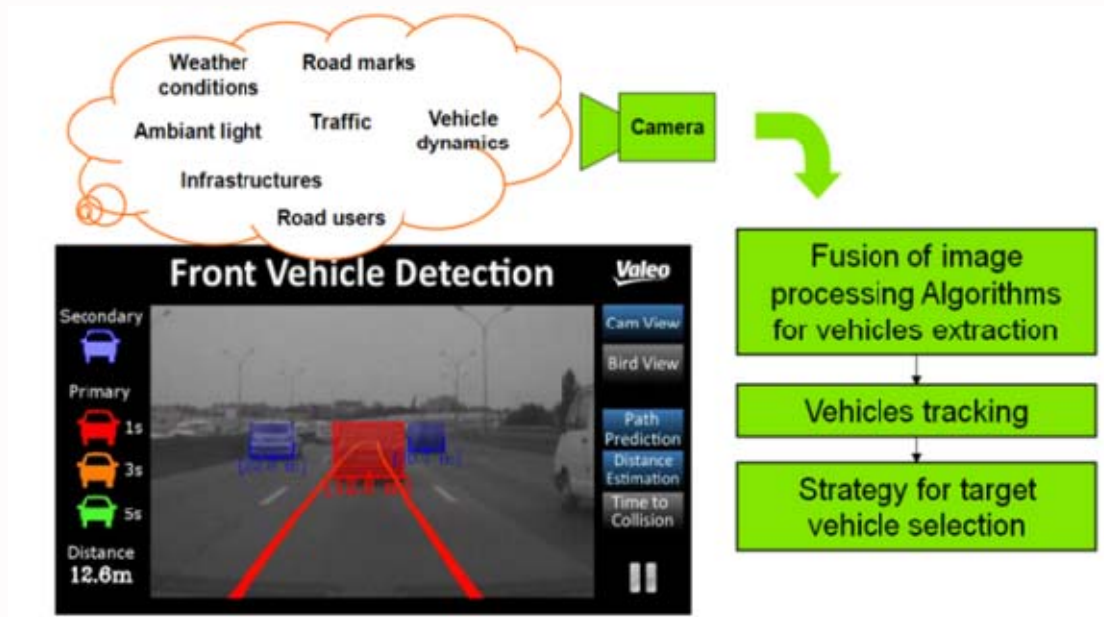 Weather
conditions
Road marks
Ambiant light
Traffic
Vehicle
dynamics
Infrastructures
Road users
Camera
Front Vehicle Detection
Valeo
Secondary
Primary
1s
3s
5s
Distance
12.6m
Cam View
Bird View
Path
Prediction
Distance
Estimation
Time to
Collision
Fusion of image
processing Algorithms
for vehicles extraction
Vehicles tracking
Strategy for target
vehicle selection